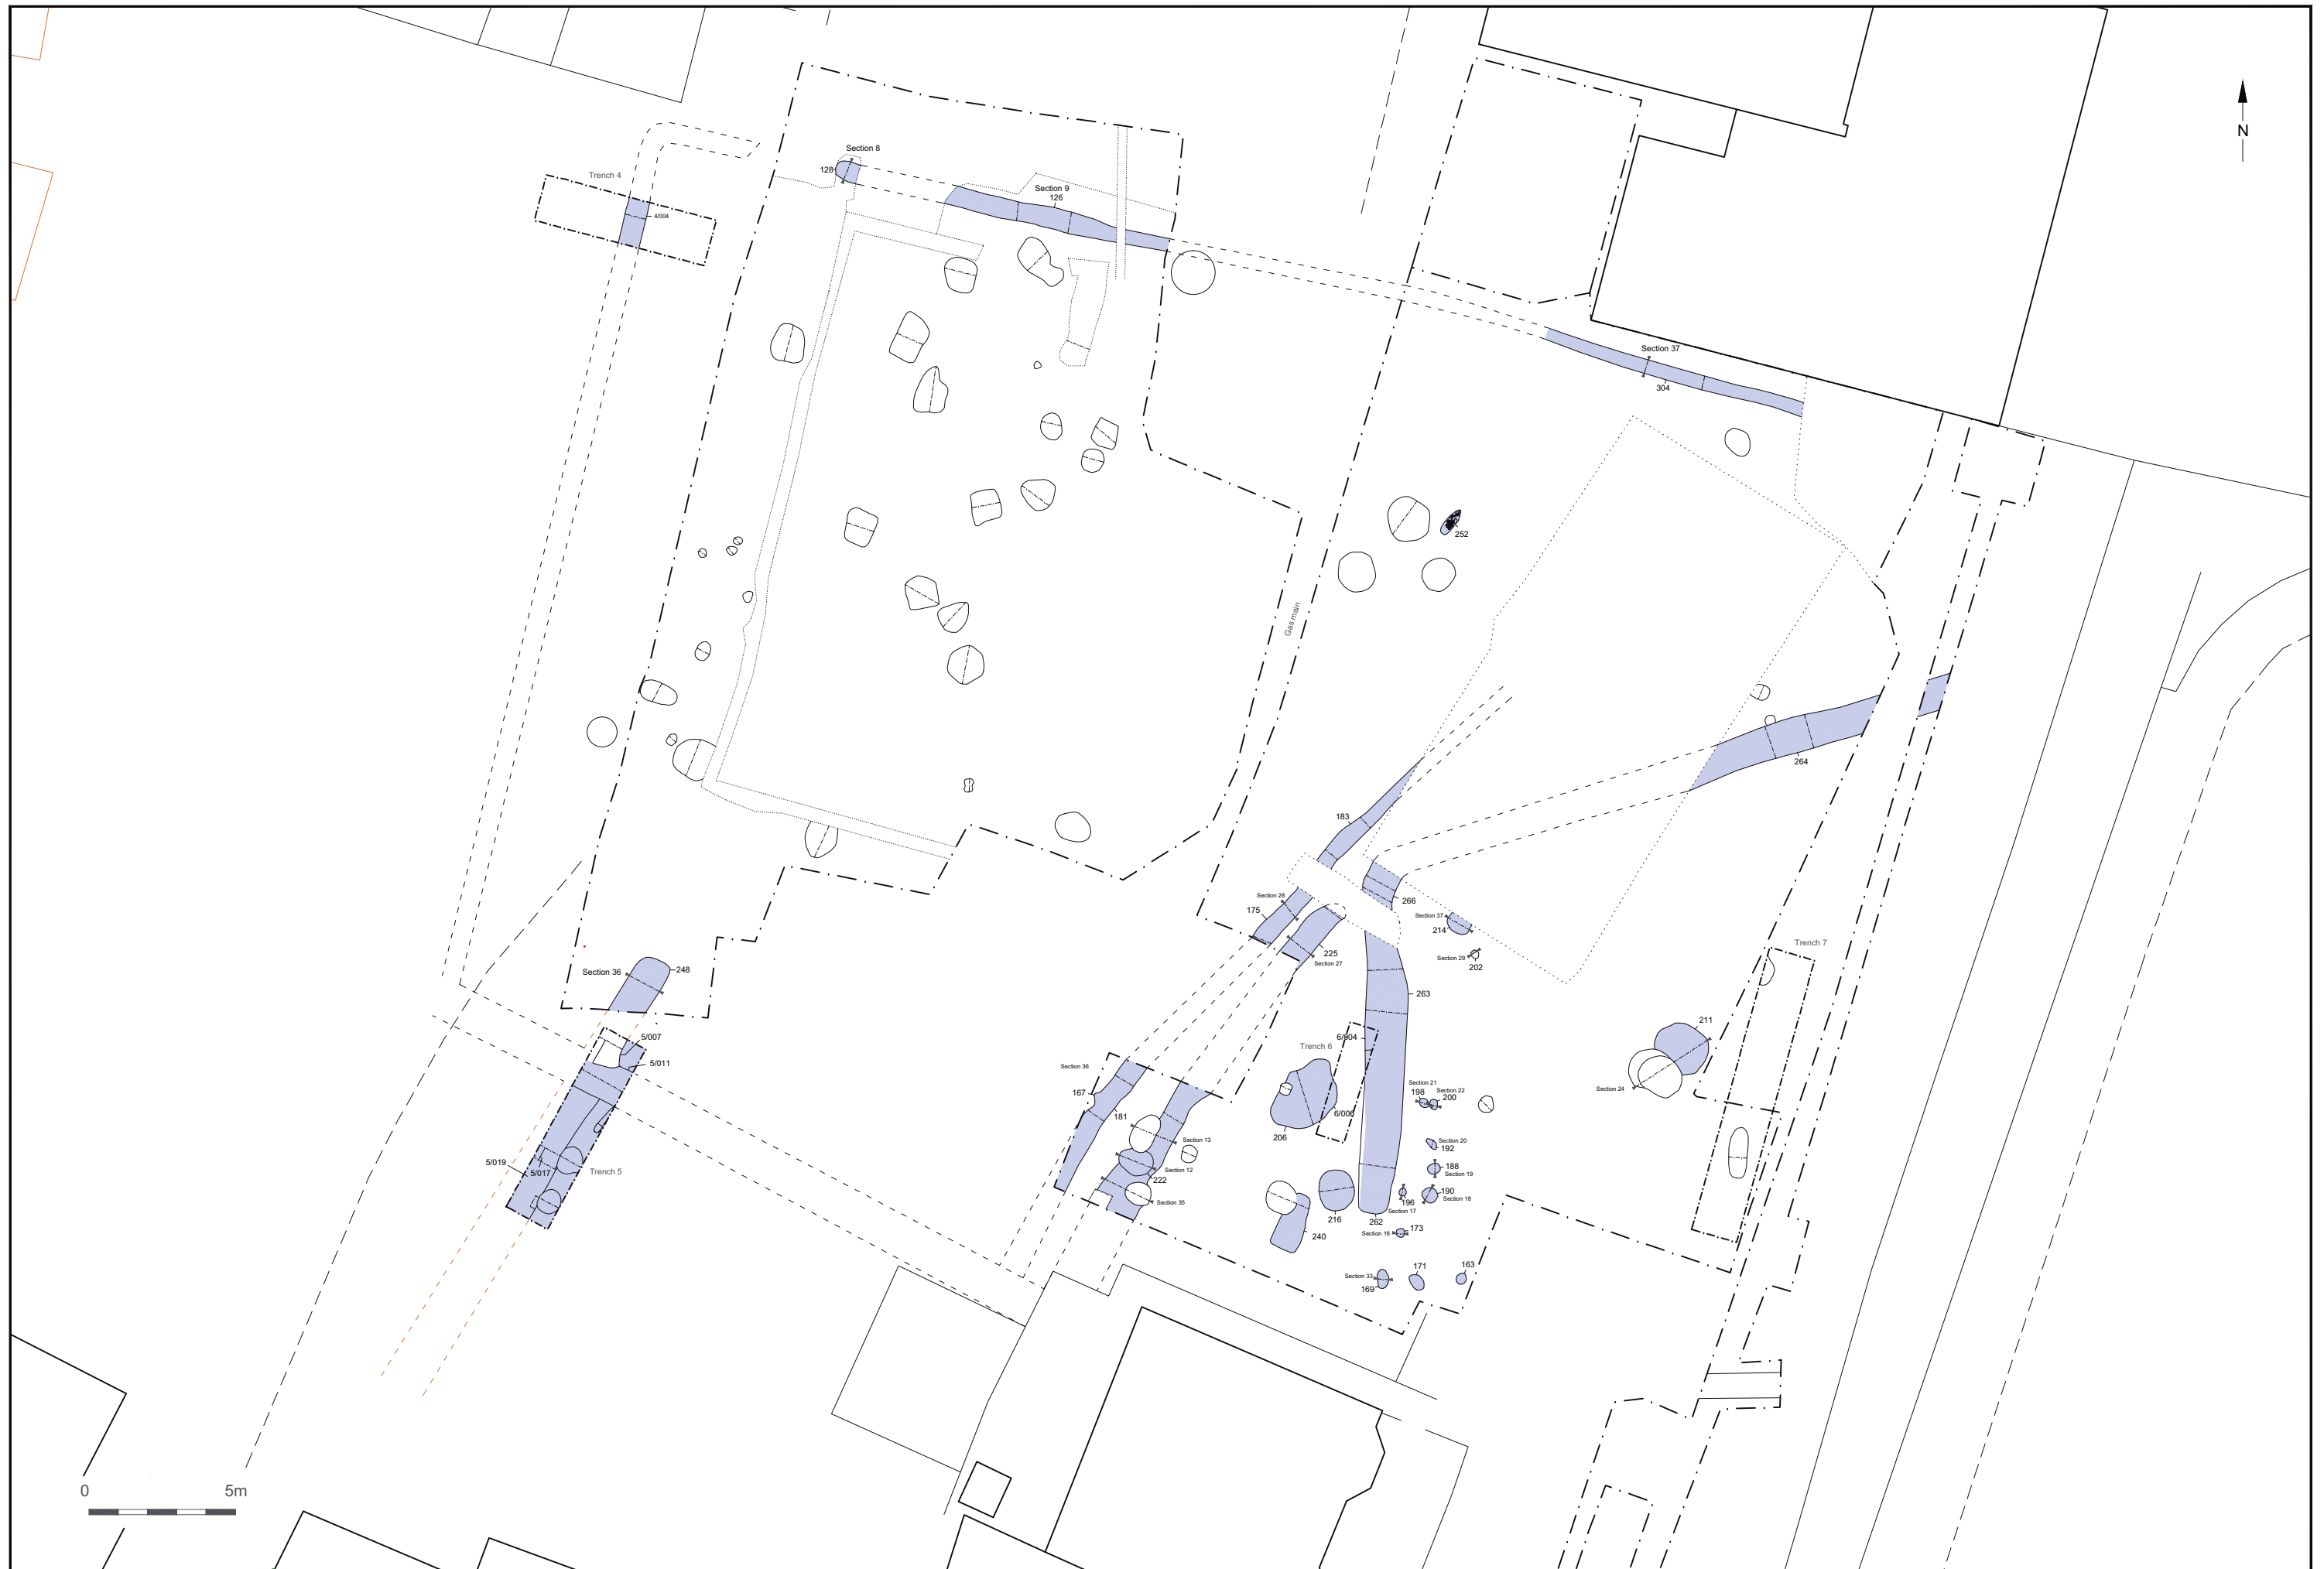 N
Section 8
128
Trench 4
4/004
Section 9
126
Section 37
304
252
Gas main
264
183
Section 28
175
266
Section 37
214
225
Section 27
Section 29
202
Trench 7
Section 36
248
263
5/007
5/011
6/004
Trench 6
211
Section 24
Section 36
167
181
Section 21
198
Section 22
200
6/006
206
Section 13
Section 20
192
5/019
5/017
Trench 5
Section 12
222
188
Section 19
190
Section 18
196
Section 17
Section 35
216
262
240
Section 16
173
163
171
Section 33
169
0
5m